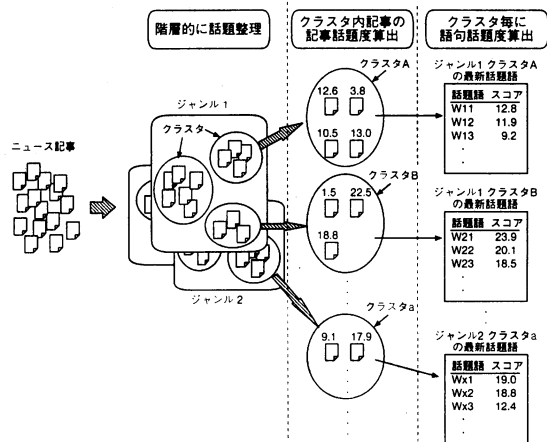 階層的に話題整理
クラスタ内記事の
記事話題度算出
クラスタ毎に
語句話題度算出
ニュース記事
ジャンル 1
クラスタ
ジャンル 2
クラスタA
12.6 3.8
10.5 13.0
クラスタB
1.5 22.5
18.8
クラスタa
9.1 17.9
ジャンル1 クラスタA
の最新話題語
話題語 スコア
W11 12.8
W12 11.9
W13 9.2
ジャンル1 クラスタB
の最新話題語
話題語 スコア
W21 23.9
W22 20.1
W23 18.5
ジャンル2 クラスタa
の最新話題語
話題語 スコア
Wx1 19.0
Wx2 18.8
Wx3 12.4